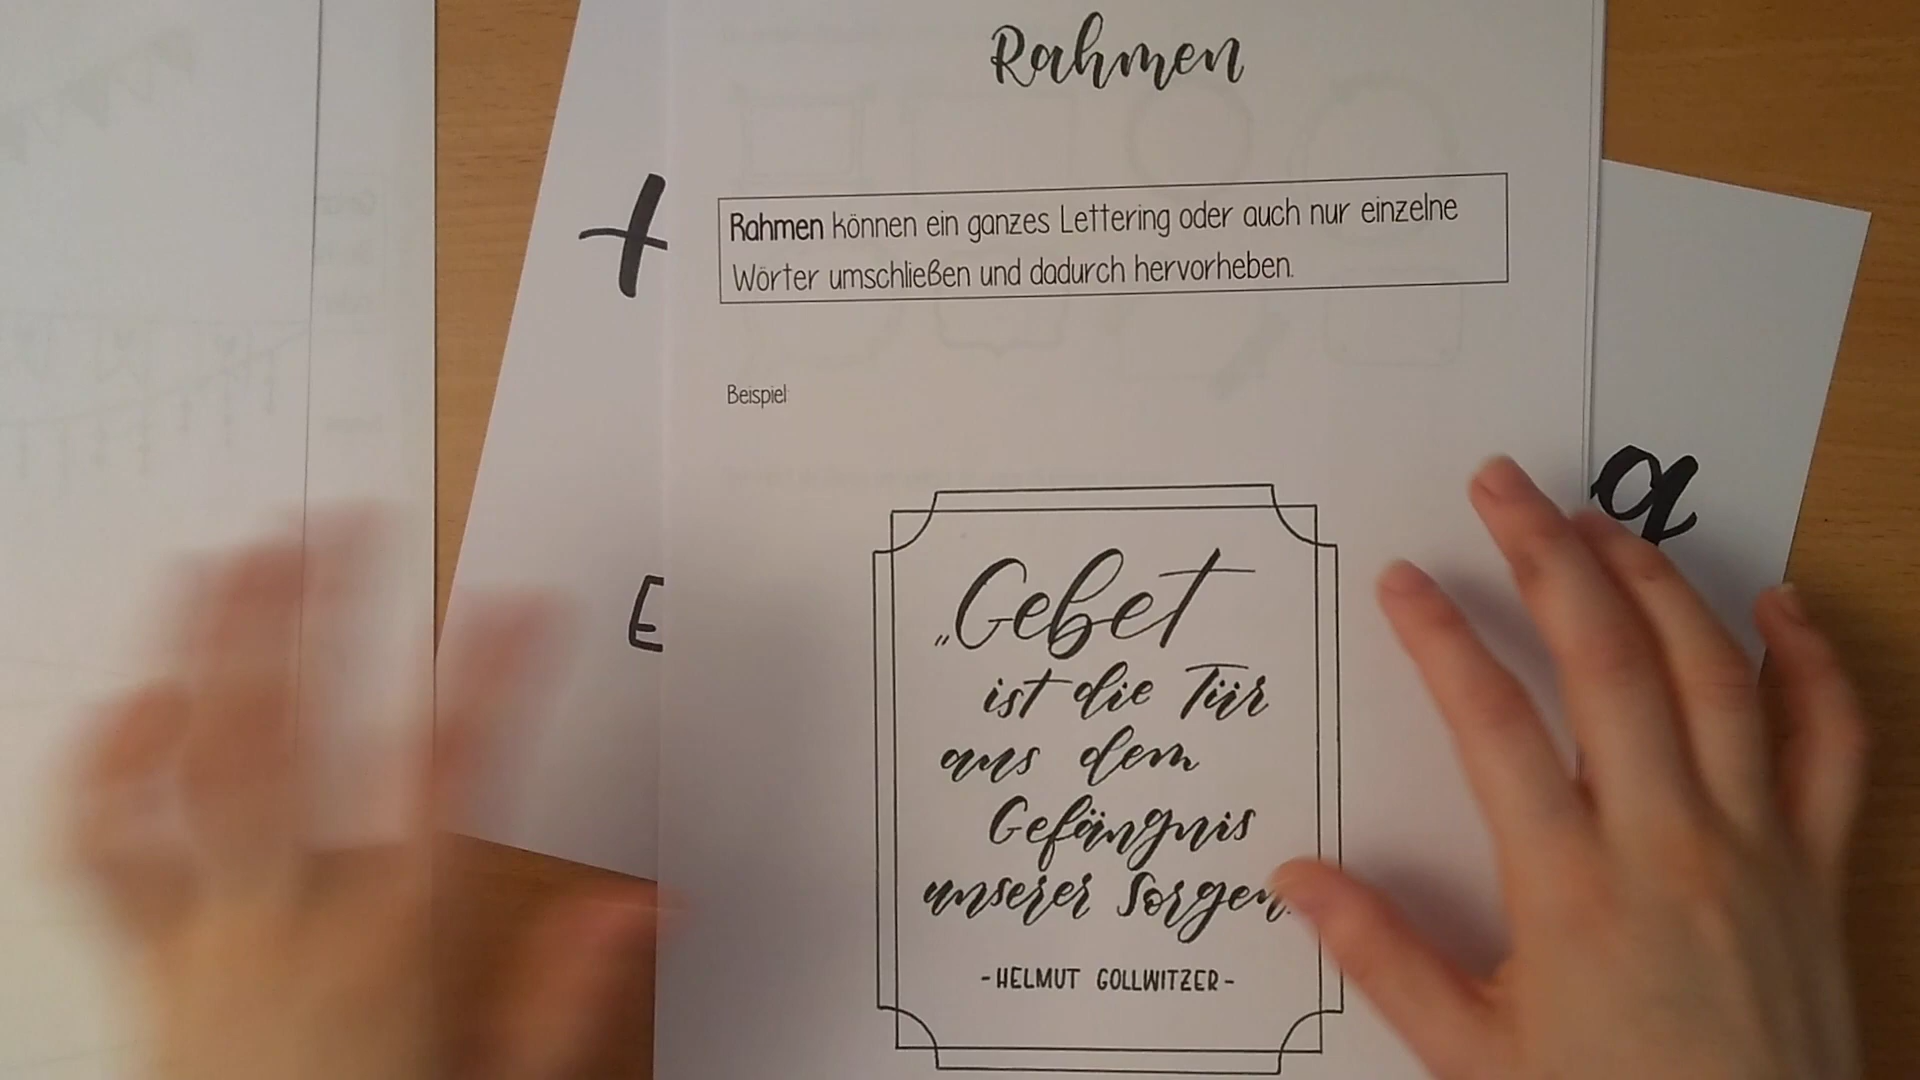 Rahmen
Rahmen können ein ganzes Lettering oder auch nur einzelne
Wörter umschließen und dadurch hervorheben.
Beispiel:
„Gebet
ist die Tür
aus dem
Gefängnis
unserer Sorgen.
-HELMUT GOLLWITZER-
E
a